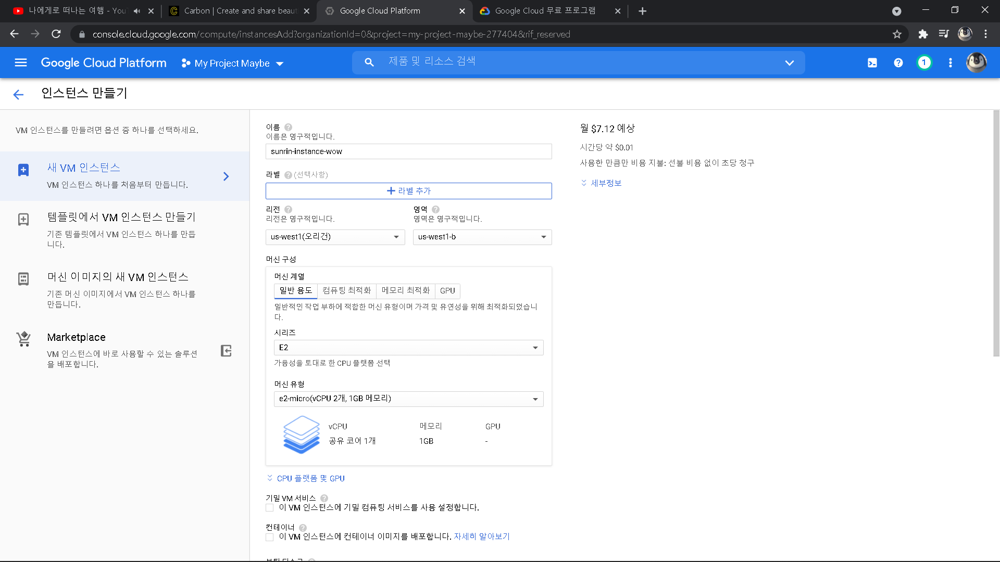 나에게로 떠나는 여행 - You
Carbon | Create and share beaut
Google Cloud Platform
Google Cloud 무료 프로그램
console.cloud.google.com/compute/instancesAdd?organizationId=0&project=my-project-maybe-277404&rif_reserved
Google Cloud Platform
My Project Maybe
제품 및 리소스 검색
1
인스턴스 만들기
VM 인스턴스를 만들려면 옵션 중 하나를 선택하세요.
새 VM 인스턴스
VM 인스턴스 하나를 처음부터 만듭니다.
템플릿에서 VM 인스턴스 만들기
기존 템플릿에서 VM 인스턴스 하나를 만듭
니다.
머신 이미지의 새 VM 인스턴스
기존 머신 이미지에서 VM 인스턴스 하나를
만듭니다.
Marketplace
VM 인스턴스에 바로 사용할 수 있는 솔루션
을 배포합니다.
이름
이름은 영구적입니다.
sunrin-instance-wow
라벨 (선택사항)
라벨 추가
리전
리전은 영구적입니다.
us-west1(오리건)
영역
영역은 영구적입니다.
us-west1-b
머신 구성
머신 계열
일반 용도 컴퓨팅 최적화 메모리 최적화 GPU
일반적인 작업 부하에 적합한 머신 유형이며 가격 및 유연성을 위해 최적화되었습니
다.
시리즈
E2
가용성을 토대로 한 CPU 플랫폼 선택
머신 유형
e2-micro(vCPU 2개, 1GB 메모리)
vCPU 메모리 GPU
공유 코어 1개 1GB -
CPU 플랫폼 및 GPU
기밀 VM 서비스
이 VM 인스턴스에 기밀 컴퓨팅 서비스를 사용 설정합니다.
컨테이너
이 VM 인스턴스에 컨테이너 이미지를 배포합니다. 자세히 알아보기
월 $7.12 예상
시간당 약 $0.01
사용한 만큼만 비용 지불: 선불 비용 없이 초당 청구
세부정보